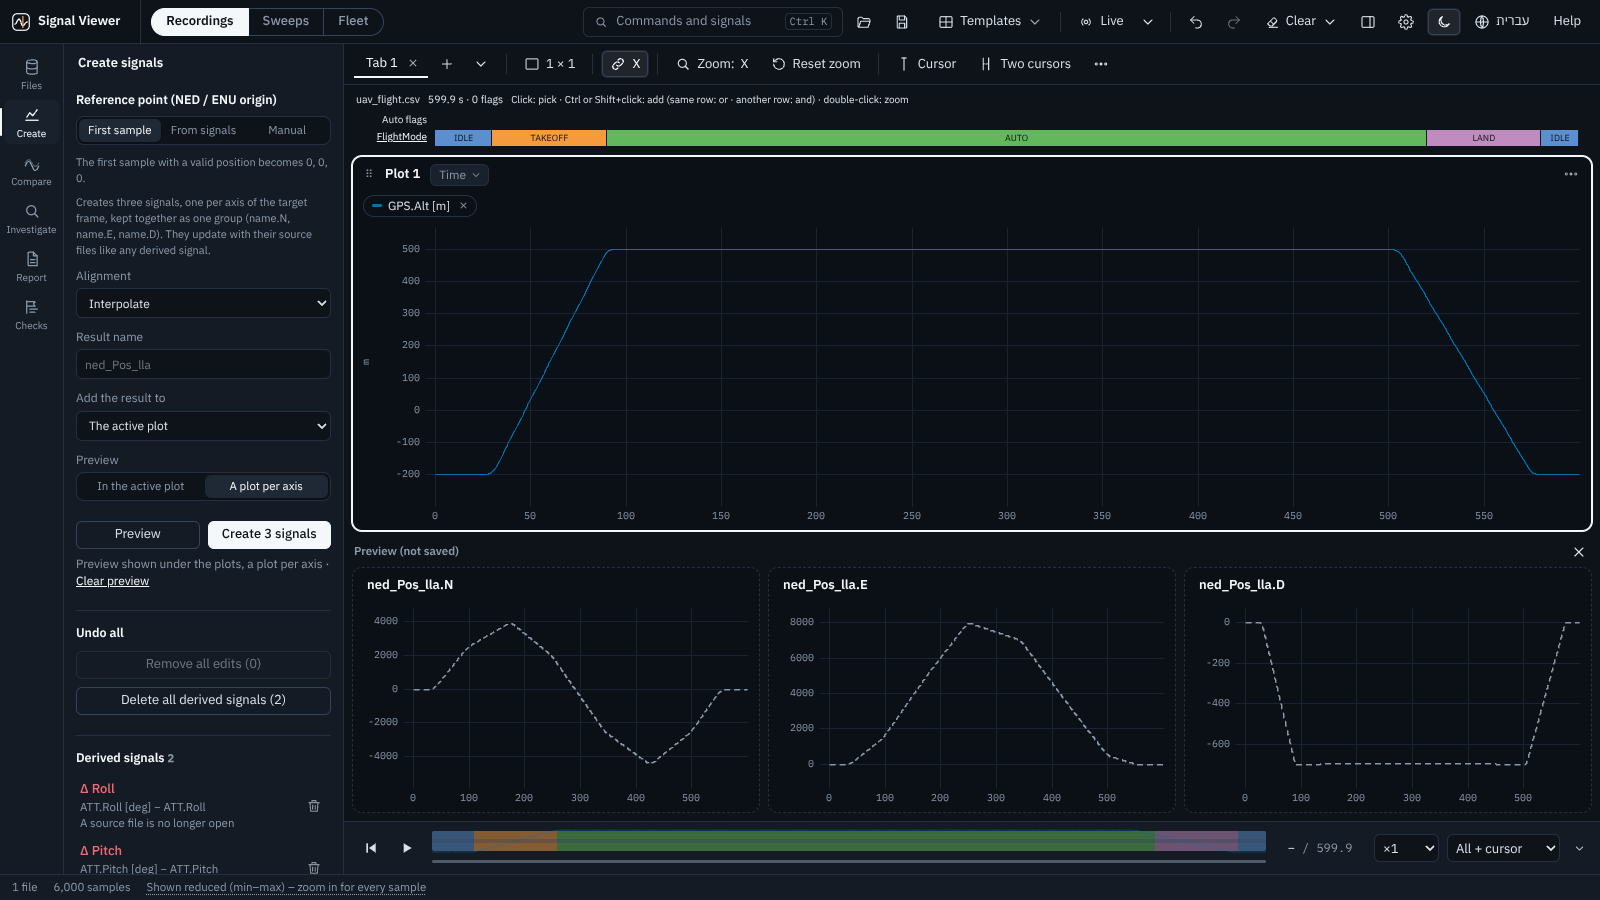 Signal Viewer
Recordings
Sweeps
Fleet
Commands and signals
Ctrl K
Templates
Live
Clear
עברית
Help
Files
Create
Compare
Investigate
Report
Checks
Create signals
Reference point (NED / ENU origin)
First sample
From signals
Manual
The first sample with a valid position becomes 0, 0,
0.
Creates three signals, one per axis of the target
frame, kept together as one group (name.N,
name.E, name.D). They update with their source
files like any derived signal.
Alignment
Interpolate
Result name
ned_Pos_lla
Add the result to
The active plot
Preview
In the active plot
A plot per axis
Preview
Create 3 signals
Preview shown under the plots, a plot per axis ·
Clear preview
Undo all
Remove all edits (0)
Delete all derived signals (2)
Derived signals 2
Δ Roll
ATT.Roll [deg] − ATT.Roll
A source file is no longer open
Δ Pitch
ATT.Pitch [deg] − ATT.Pitch
Tab 1
1 × 1
X
Zoom: X
Reset zoom
Cursor
Two cursors
uav_flight.csv 599.9 s · 0 flags Click: pick · Ctrl or Shift+click: add (same row: or · another row: and) · double-click: zoom
Auto flags
FlightMode
IDLE
TAKEOFF
AUTO
LAND
IDLE
Plot 1
Time
GPS.Alt [m]
500
400
300
200
100
0
-100
-200
m
0 50 100 150 200 250 300 350 400 450 500 550
Preview (not saved)
ned_Pos_lla.N
4000
2000
0
-2000
-4000
0 100 200 300 400 500
ned_Pos_lla.E
8000
6000
4000
2000
0
0 100 200 300 400 500
ned_Pos_lla.D
0
-200
-400
-600
0 100 200 300 400 500
– / 599.9
×1
All + cursor
1 file
6,000 samples
Shown reduced (min–max) – zoom in for every sample